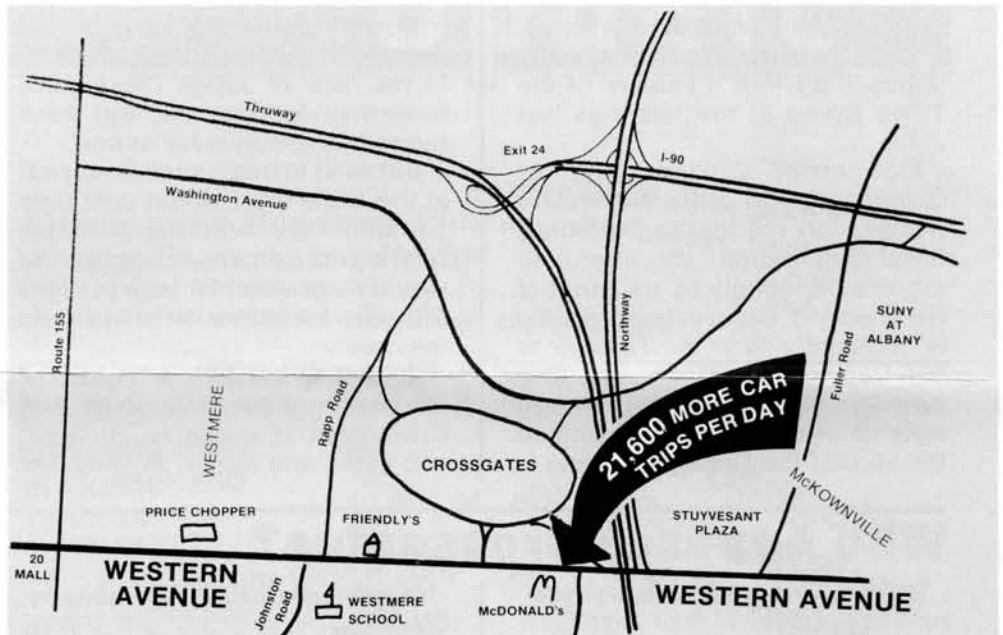 Thruway
Exit 24
I-90
Washington Avenue
Route 155
Northway
SUNY
AT
ALBANY
Fuller Road
WESTMERE
Rapp Road
21,600 MORE CAR
TRIPS PER DAY
CROSSGATES
McKOWNVILLE
PRICE CHOPPER
FRIENDLY'S
STUYVESANT
PLAZA
20
MALL
WESTERN
AVENUE
Johnston
Road
WESTMERE
SCHOOL
McDONALD's
WESTERN AVENUE